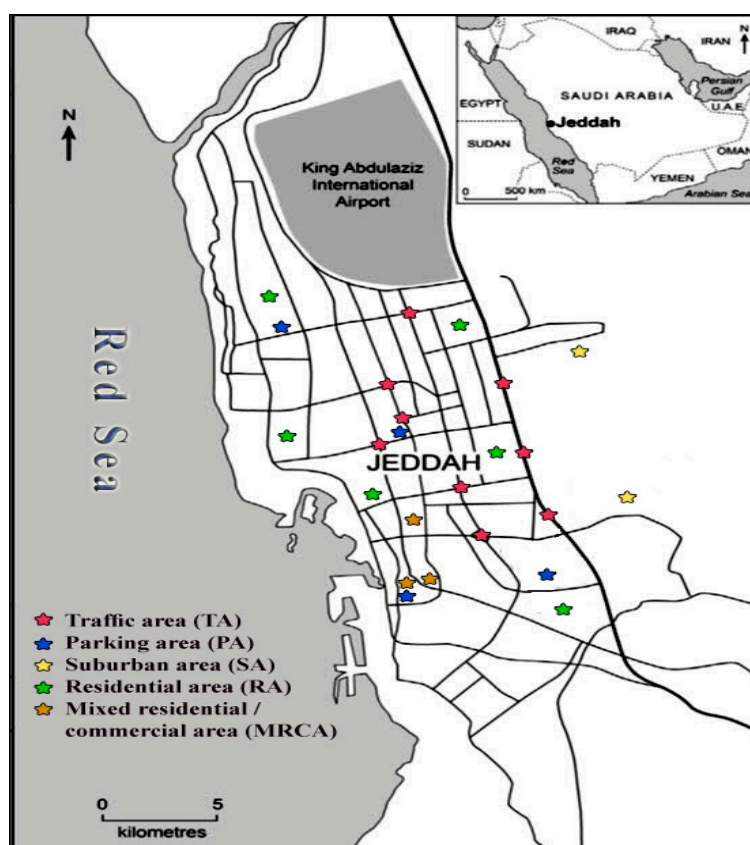 N
King Abdulaziz
International
Airport
IRAQ
N
IRAN
Persian
Gulf
EGYPT
SAUDI ARABIA
U.A.E.
Jeddah
SUDAN
OMAN
Red
Sea
YEMEN
0 500 km
Arabian Sea
Red Sea
JEDDAH
Traffic area (TA)
Parking area (PA)
Suburban area (SA)
Residential area (RA)
Mixed residential /
commercial area (MRCA)
0 5
kilometres